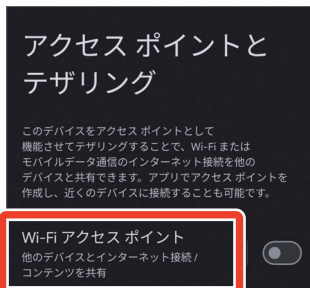 アクセス ポイントと
テザリング
このデバイスをアクセス ポイントとして
機能させてテザリングすることで、Wi-Fi または
モバイルデータ通信のインターネット接続を他の
デバイスと共有できます。アプリでアクセス ポイントを
作成し、近くのデバイスに接続することも可能です。
Wi-Fi アクセス ポイント
他のデバイスとインターネット接続 /
コンテンツを共有